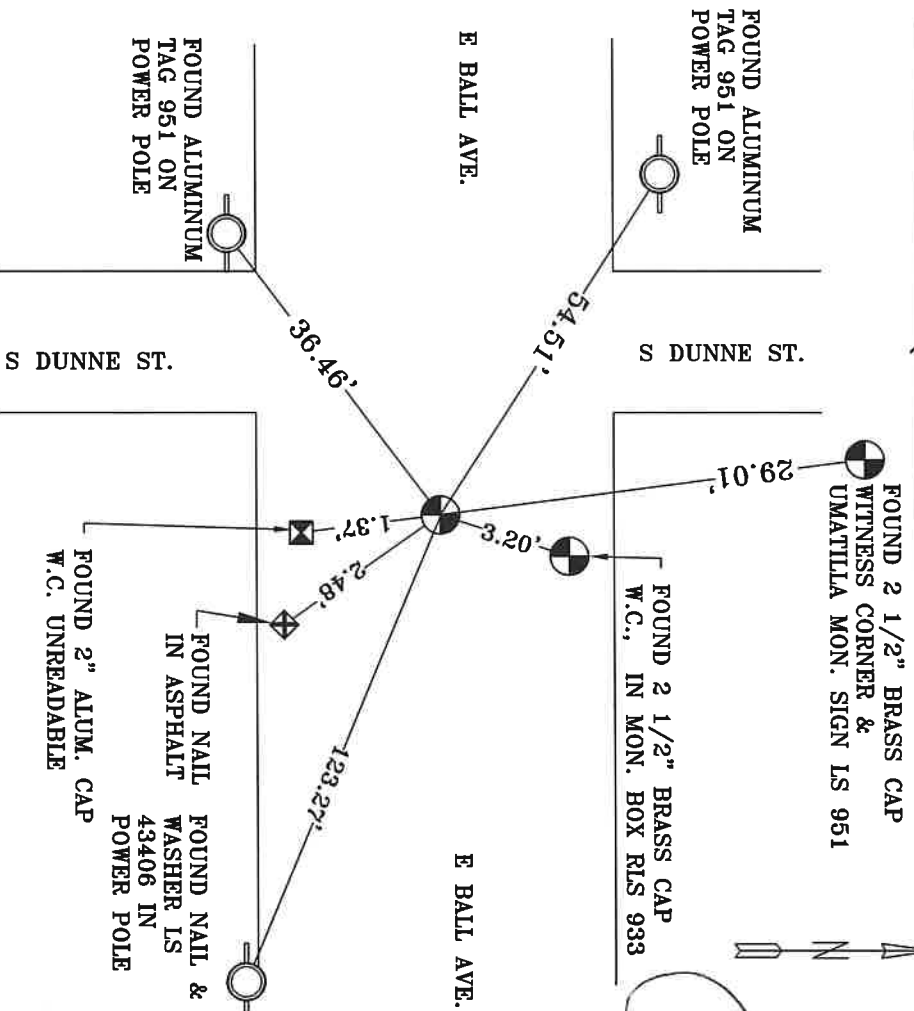 FOUND 2 1/2" BRASS CAP
WITNESS CORNER &
UMATILLA MON. SIGN LS 951
FOUND ALUMINUM
TAG 951 ON
POWER POLE
S DUNNE ST.
54.51'
29.01'
3.20'
FOUND 2 1/2" BRASS CAP
W.C., IN MON. BOX RLS 933
N
E BALL AVE.
E BALL AVE.
FOUND ALUMINUM
TAG 951 ON
POWER POLE
S DUNNE ST.
36.46'
1.37'
2.48'
123.27'
FOUND NAIL
IN ASPHALT
FOUND NAIL &
WASHER LS
43406 IN
POWER POLE
FOUND 2" ALUM. CAP
W.C. UNREADABLE